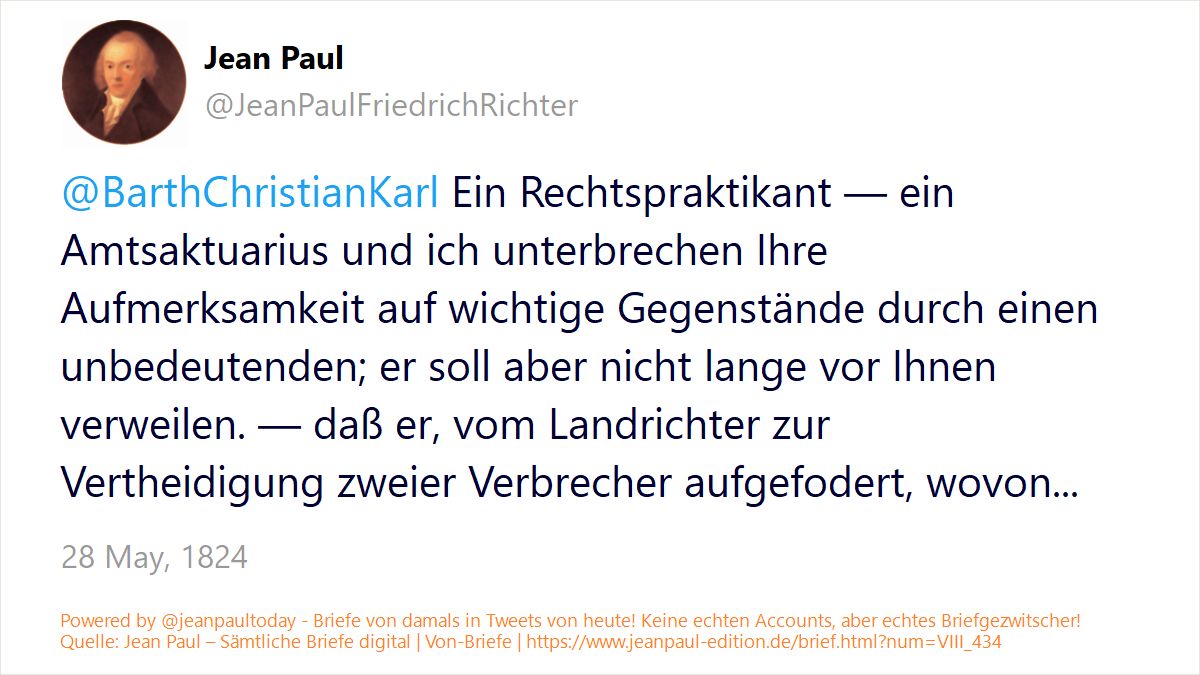 Jean Paul
@JeanPaulFriedrichRichter
@BarthChristianKarl Ein Rechtspraktikant — ein
Amtsaktuarius und ich unterbrechen Ihre
Aufmerksamkeit auf wichtige Gegenstände durch einen
unbedeutenden; er soll aber nicht lange vor Ihnen
verweilen. — daß er, vom Landrichter zur
Vertheidigung zweier Verbrecher aufgefodert, wovon...
28 May, 1824
Powered by @jeanpaultoday - Briefe von damals in Tweets von heute! Keine echten Accounts, aber echtes Briefgezwitscher!
Quelle: Jean Paul – Sämtliche Briefe digital | Von-Briefe | https://www.jeanpaul-edition.de/brief.html?num=VIII_434